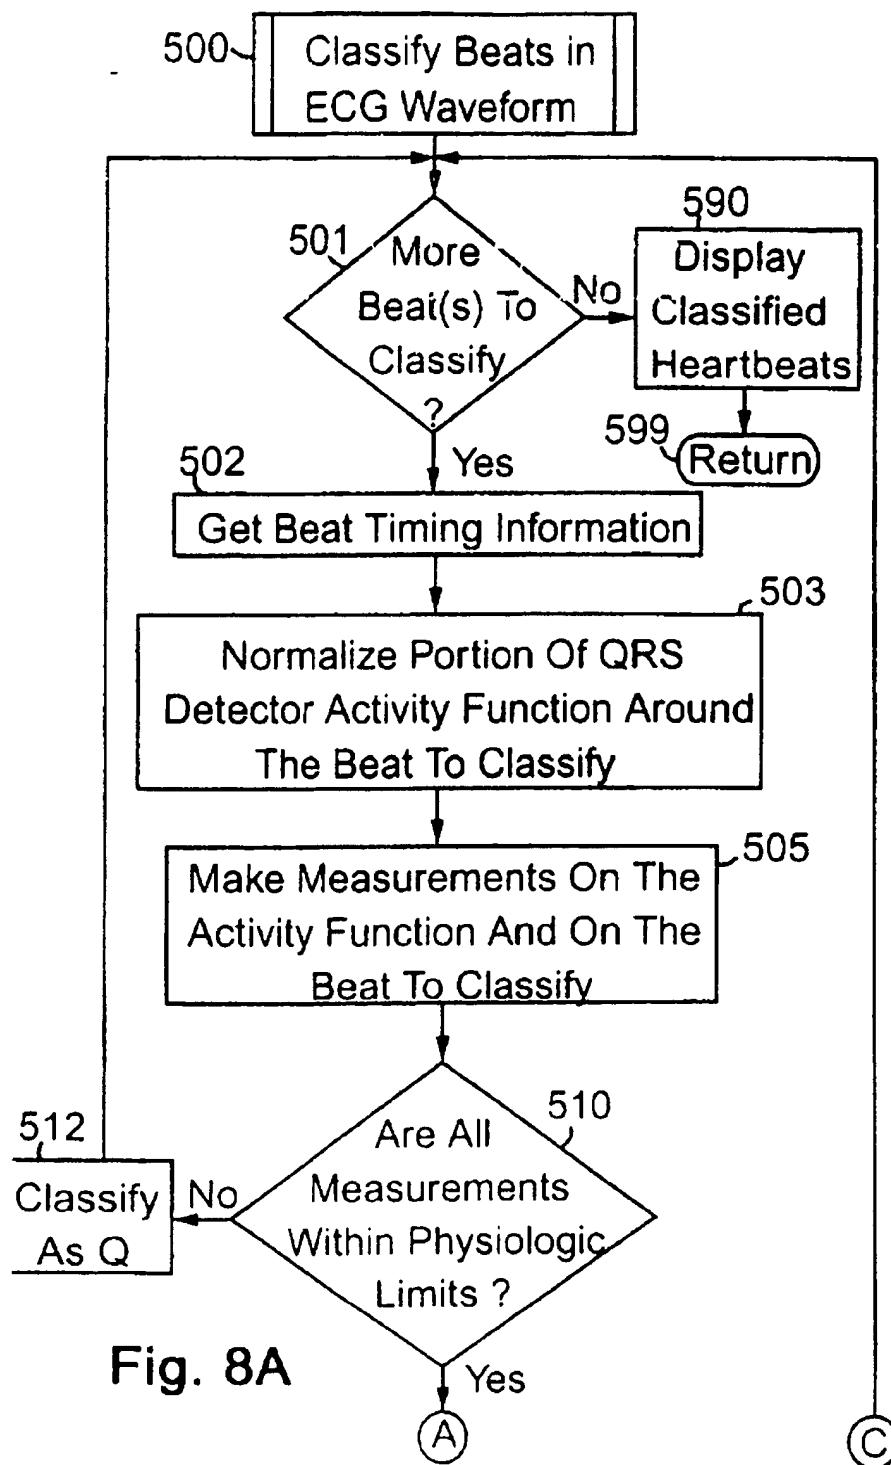 500
Classify Beats in
ECG Waveform
501
More
Beat(s) To
Classify
?
No
590
Display
Classified
Heartbeats
599
Return
Yes
502
Get Beat Timing Information
503
Normalize Portion Of QRS
Detector Activity Function Around
The Beat To Classify
505
Make Measurements On The
Activity Function And On The
Beat To Classify
510
Are All
Measurements
Within Physiologic
Limits ?
No
512
Classify
As Q
Yes
Fig. 8A
A
C